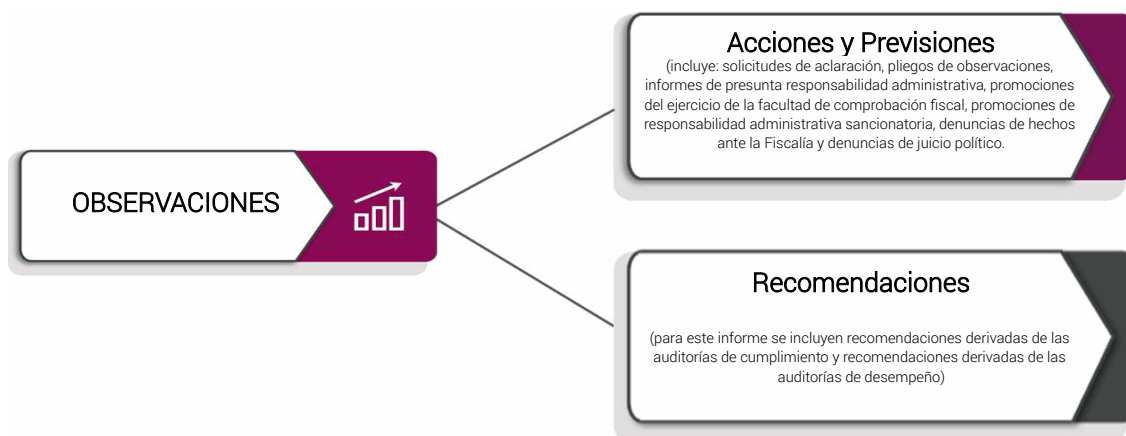 OBSERVACIONES
Acciones y Previsiones
(incluye: solicitudes de aclaración, pliegos de observaciones,
informes de presunta responsabilidad administrativa, promociones
del ejercicio de la facultad de comprobación fiscal, promociones de
responsabilidad administrativa sancionatoria, denuncias de hechos
ante la Fiscalía y denuncias de juicio político.
Recomendaciones
(para este informe se incluyen recomendaciones derivadas de las
auditorías de cumplimiento y recomendaciones derivadas de las
auditorías de desempeño)